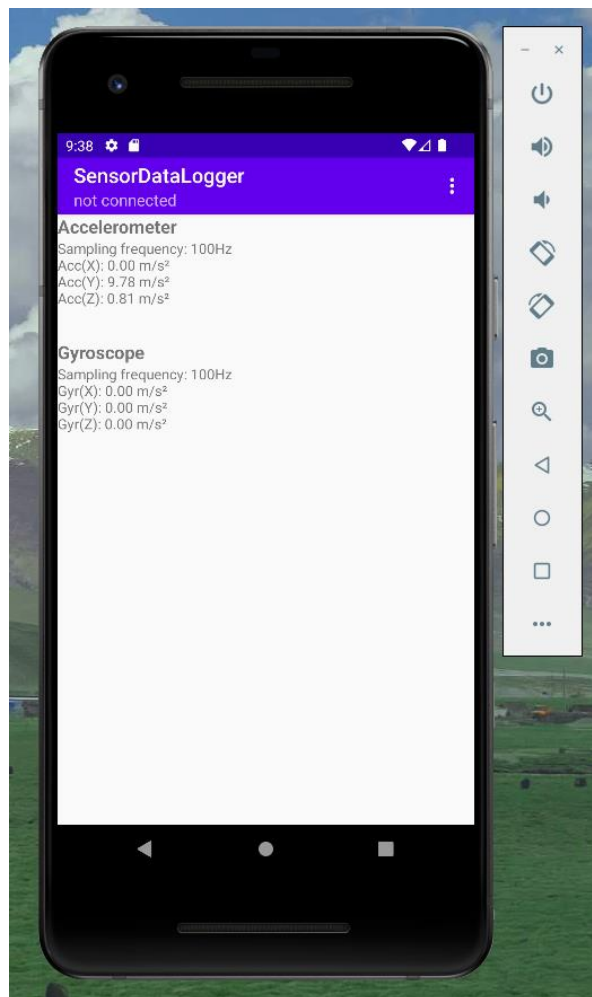 9:38
SensorDataLogger
not connected
Accelerometer
Sampling frequency: 100Hz
Acc(X): 0.00 m/s²
Acc(Y): 9.78 m/s²
Acc(Z): 0.81 m/s²
Gyroscope
Sampling frequency: 100Hz
Gyr(X): 0.00 m/s²
Gyr(Y): 0.00 m/s²
Gyr(Z): 0.00 m/s²